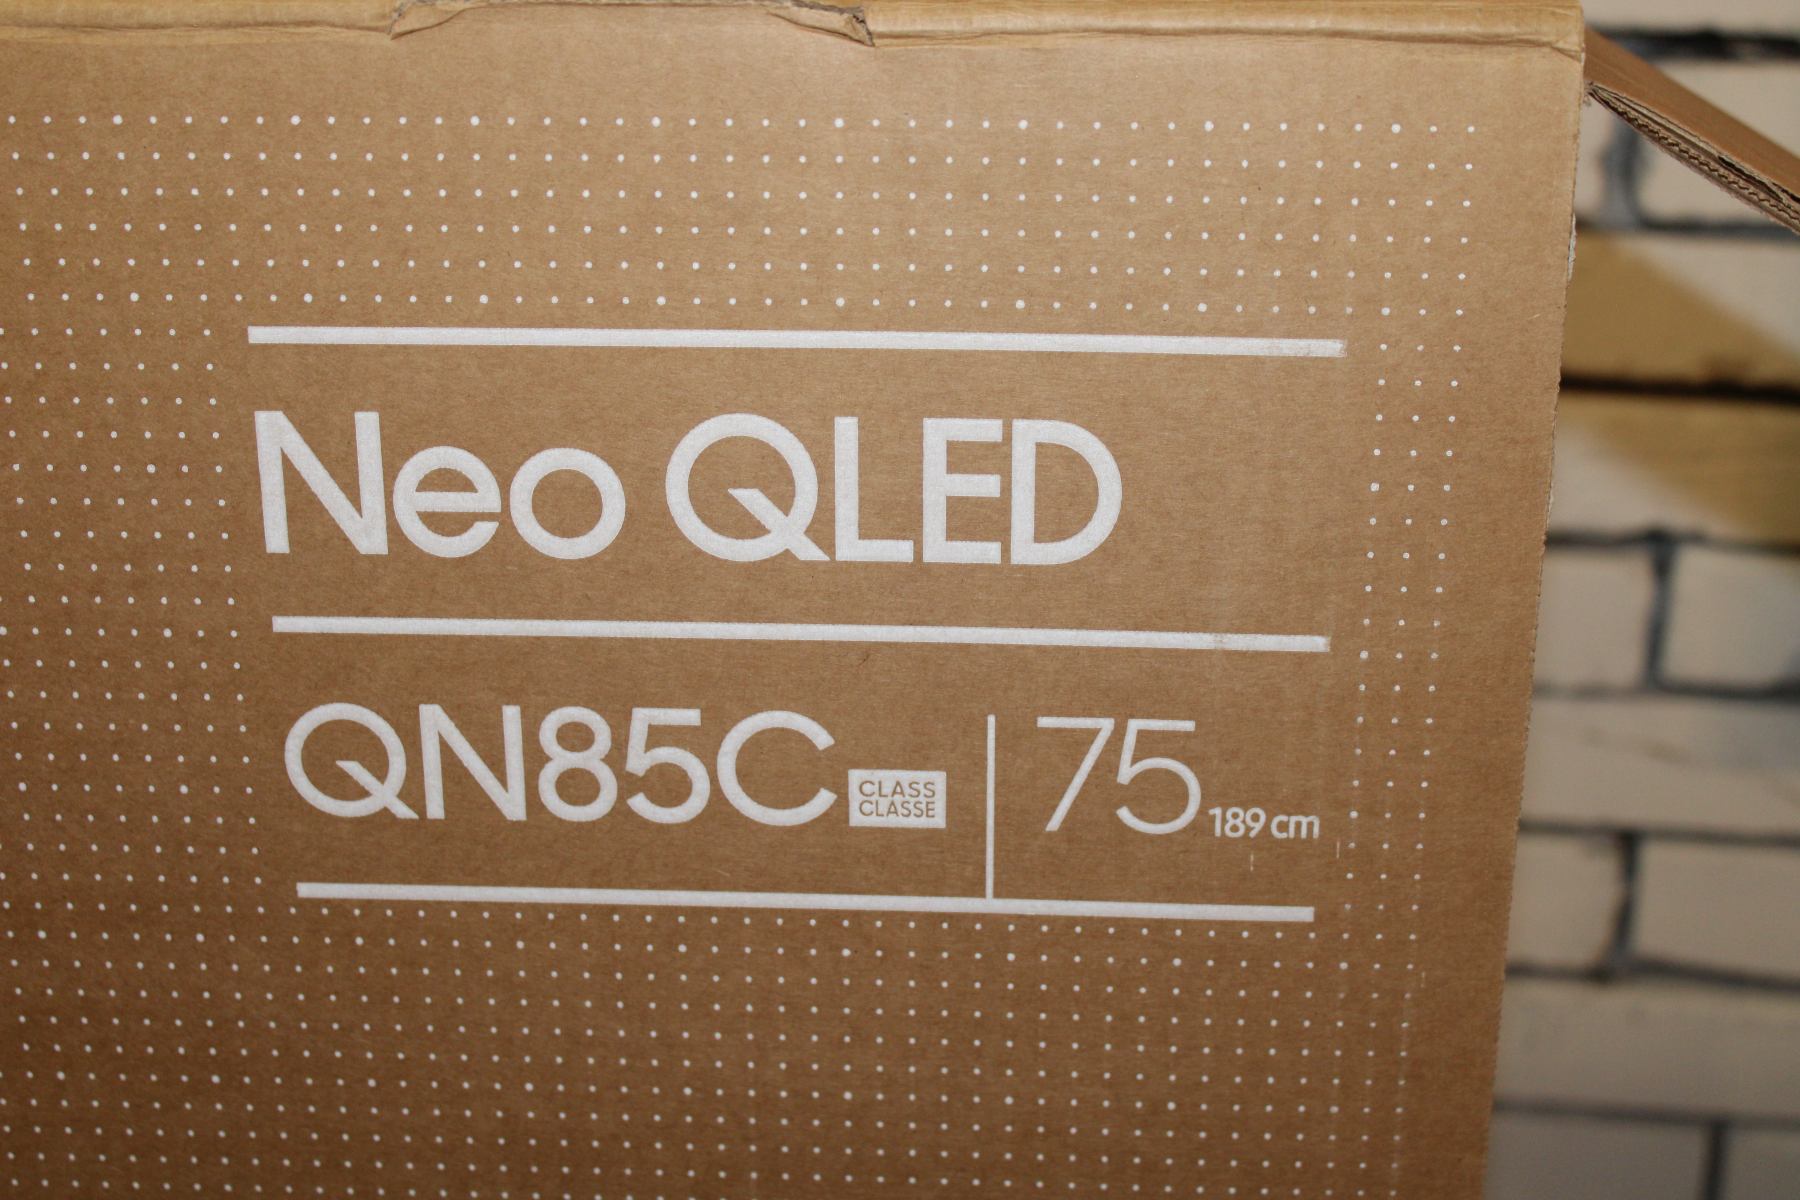 Neo QLED
QN85C CLASS CLASSE 75 189 cm